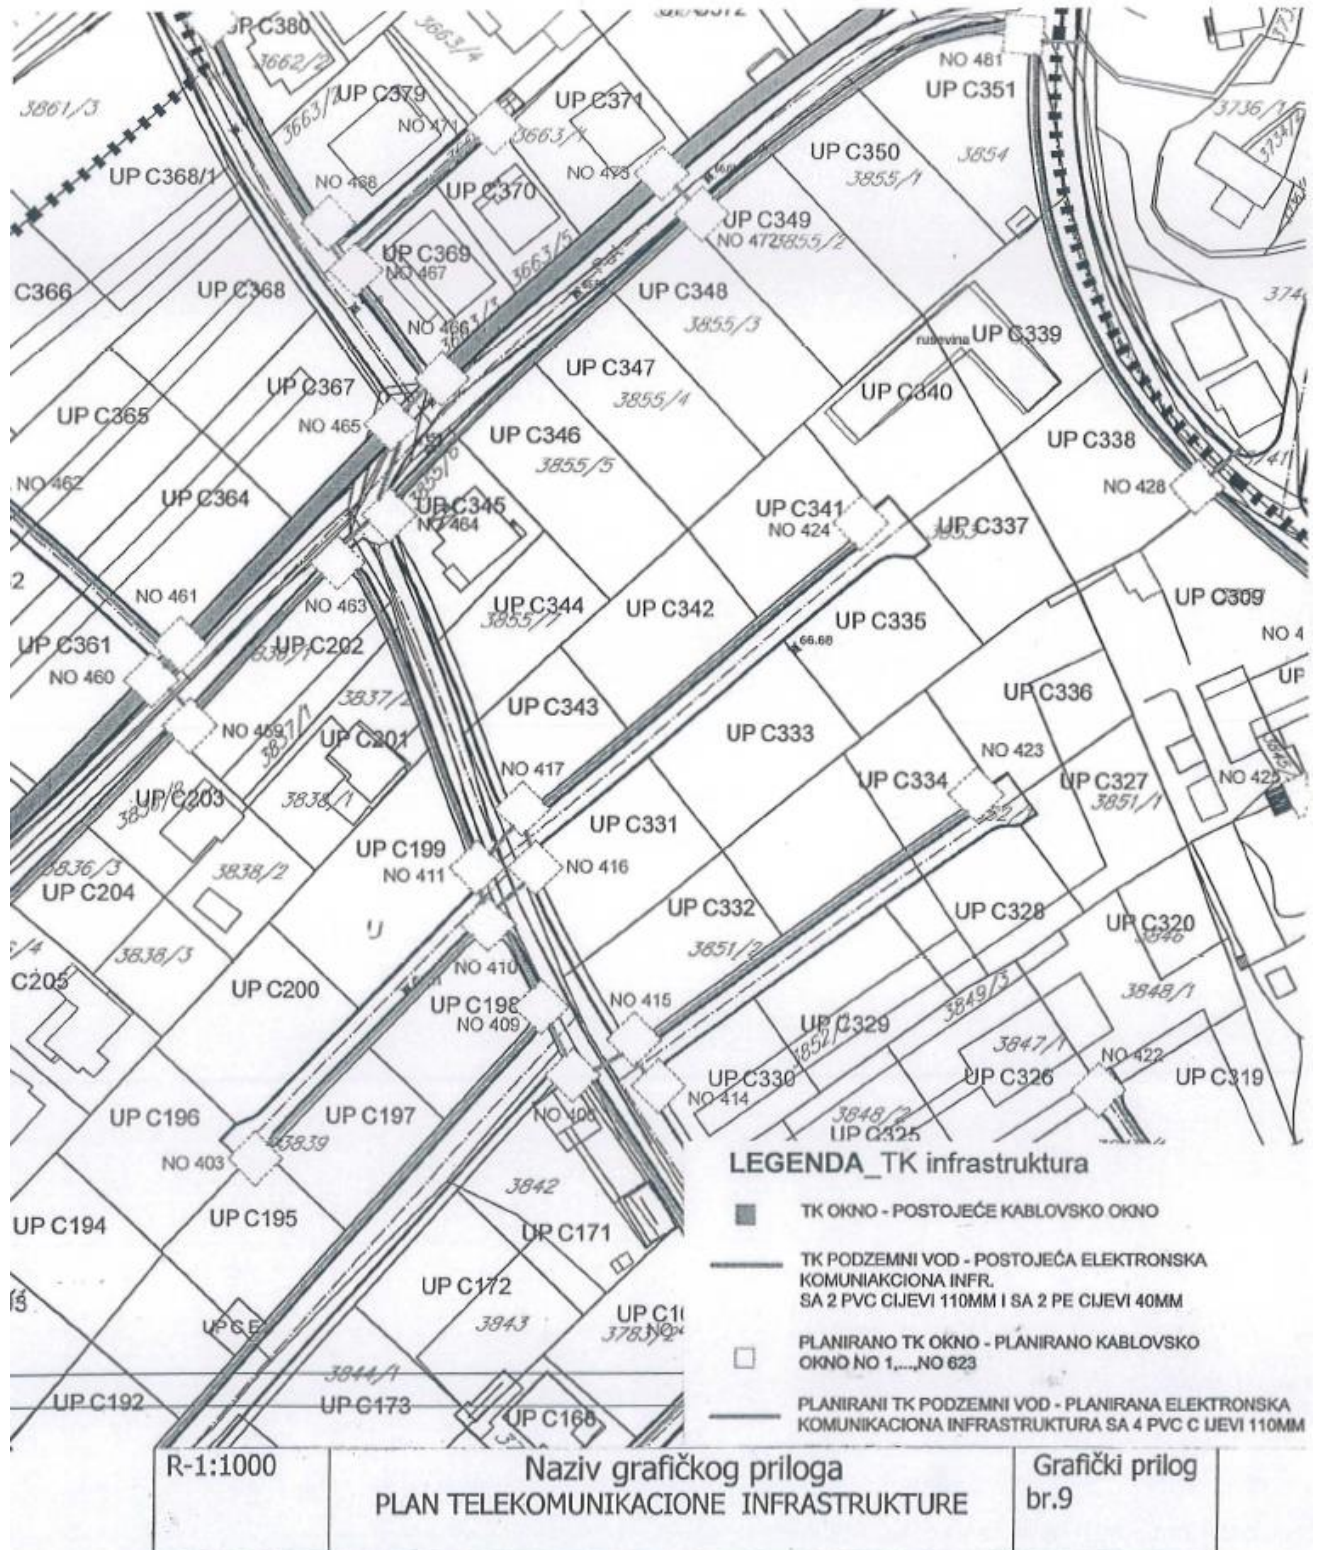 UP C380
3662/2
3663/4
3861/3
UP C379
3663/2
NO 471
3663/1
UP C371
NO 481
UP C351
3736/1
3734/2
UP C368/1
NO 468
UP C370
UP C350
3855/1
3854
UP C349
NO 472
3855/2
UP C369
NO 467
3663/5
C366
UP C368
UP C348
3855/3
NO 466
UP C339
rusevina
UP C367
UP C347
3855/4
UP C340
UP C365
NO 465
UP C346
3855/5
UP C338
NO 462
UP C364
UP C345
NO 464
UP C341
NO 424
UP C337
NO 428
NO 461
NO 463
UP C344
3855/1
UP C342
UP C335
66.68
UP C309
NO 4
UP C361
NO 460
UP C202
3837/2
UP C343
UP C336
UP
NO 459
UP C201
UP C333
NO 423
NO 417
UP C334
UP C327
3851/1
NO 425
UP C203
3838/1
UP C331
UP C199
NO 411
NO 416
3836/3
UP C204
3838/2
UP C332
3851/2
UP C328
UP C320
3846
3838/3
C205
UP C200
NO 410
UP C198
NO 409
NO 415
3849/3
3848/1
UP C329
3847/1
NO 422
UP C330
NO 414
UP C326
UP C319
UP C196
UP C197
3848/2
UP C325
NO 403
3839
3842
UP C194
UP C195
UP C171
UP C172
3843
3844/1
UP C192
UP C173
UP C168
LEGENDA_TK infrastruktura
TK OKNO - POSTOJEĆE KABLOVSKO OKNO
TK PODZEMNI VOD - POSTOJEĆA ELEKTRONSKA
KOMUNIAKCIONA INFR.
SA 2 PVC CIJEVI 110MM I SA 2 PE CIJEVI 40MM
PLANIRANO TK OKNO - PLANIRANO KABLOVSKO
OKNO NO 1,...,NO 623
PLANIRANI TK PODZEMNI VOD - PLANIRANA ELEKTRONSKA
KOMUNIKACIONA INFRASTRUKTURA SA 4 PVC C IJEVI 110MM
R-1:1000
Naziv grafičkog priloga
PLAN TELEKOMUNIKACIONE INFRASTRUKTURE
Grafički prilog
br.9